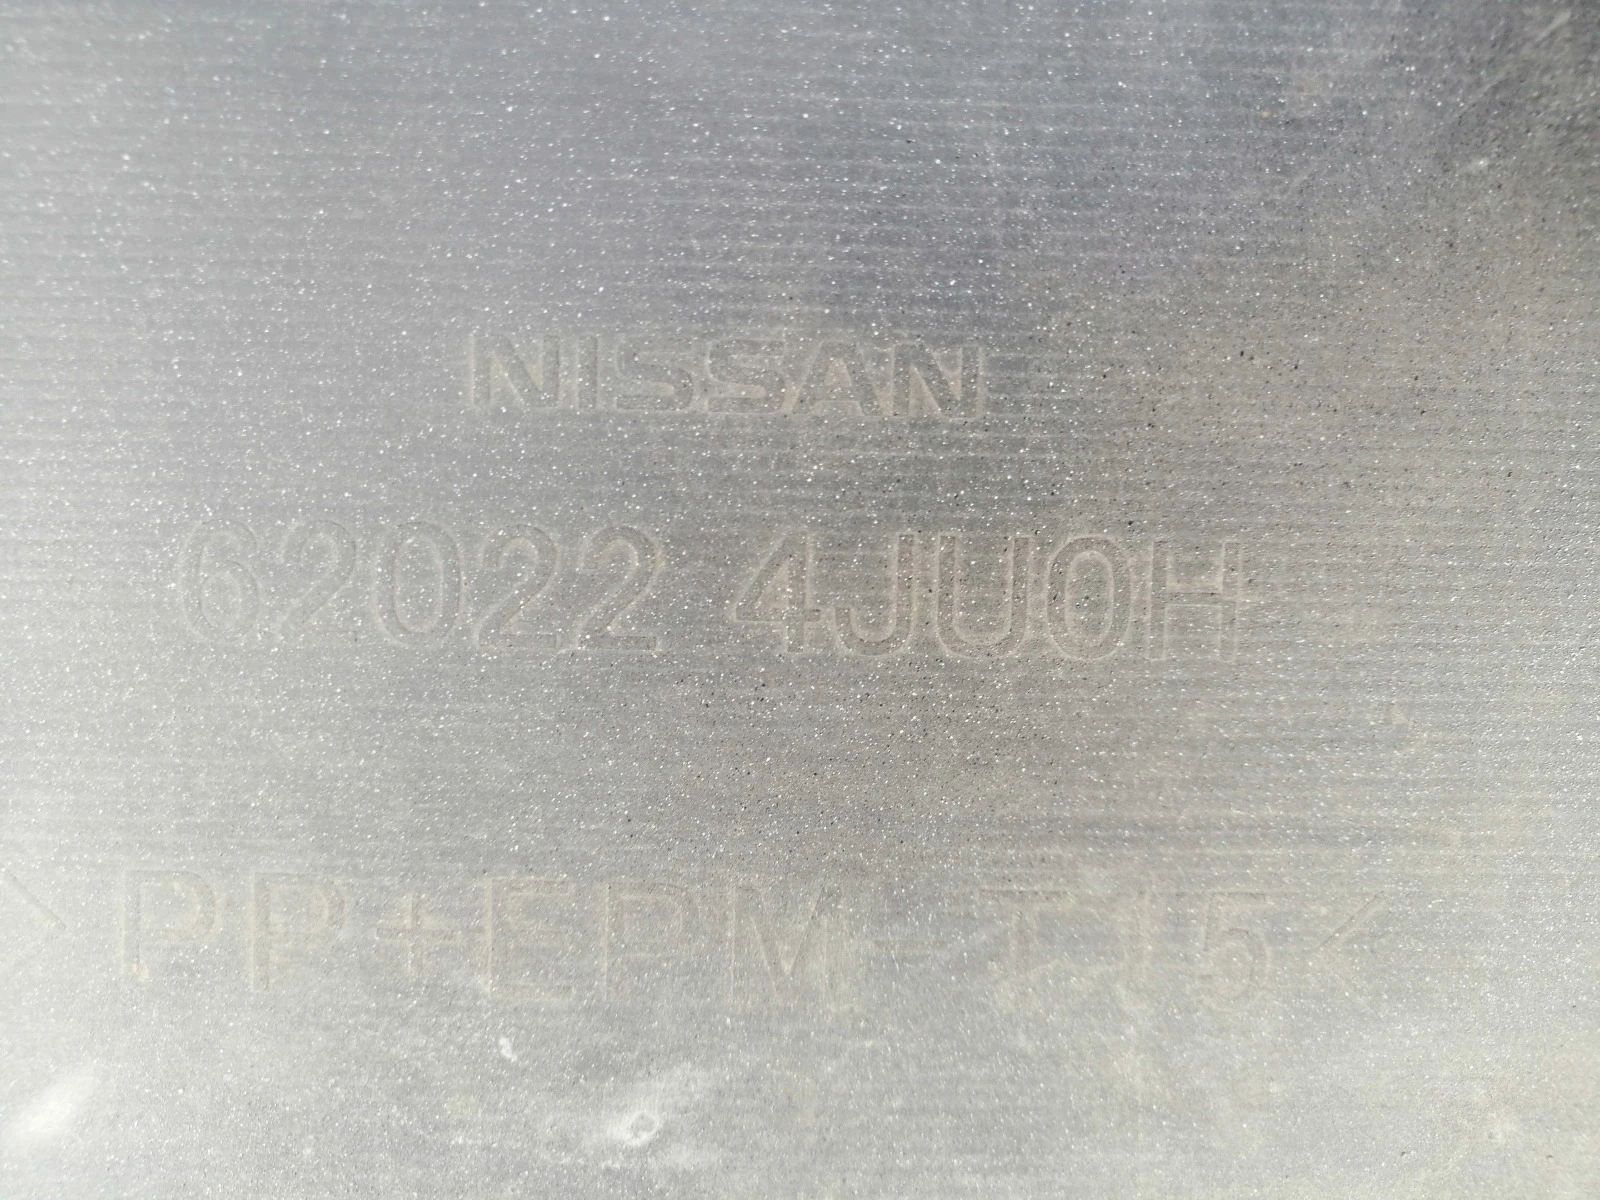 NISSAN
62022 4JU0H
>PP+EPM-T15<